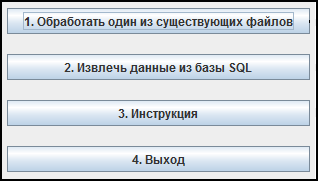 1. Обработать один из существующих файлов
2. Извлечь данные из базы SQL
3. Инструкция
4. Выход